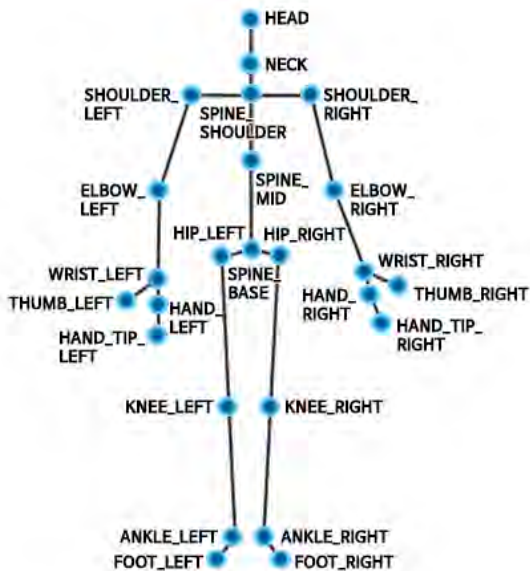 HEAD
NECK
SHOULDER_
LEFT
SPINE_
SHOULDER
SHOULDER_
RIGHT
SPINE_
MID
ELBOW_
LEFT
ELBOW_
RIGHT
HIP_LEFT
HIP_RIGHT
SPINE_
BASE
WRIST_LEFT
WRIST_RIGHT
THUMB_LEFT
HAND_
LEFT
HAND_
RIGHT
THUMB_RIGHT
HAND_TIP_
LEFT
HAND_TIP_
RIGHT
KNEE_LEFT
KNEE_RIGHT
ANKLE_LEFT
ANKLE_RIGHT
FOOT_LEFT
FOOT_RIGHT